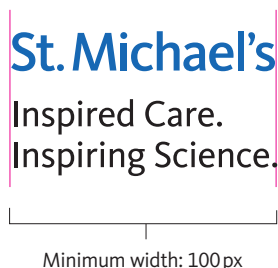 St. Michael’s
Inspired Care.
Inspiring Science.
Minimum width: 100 px